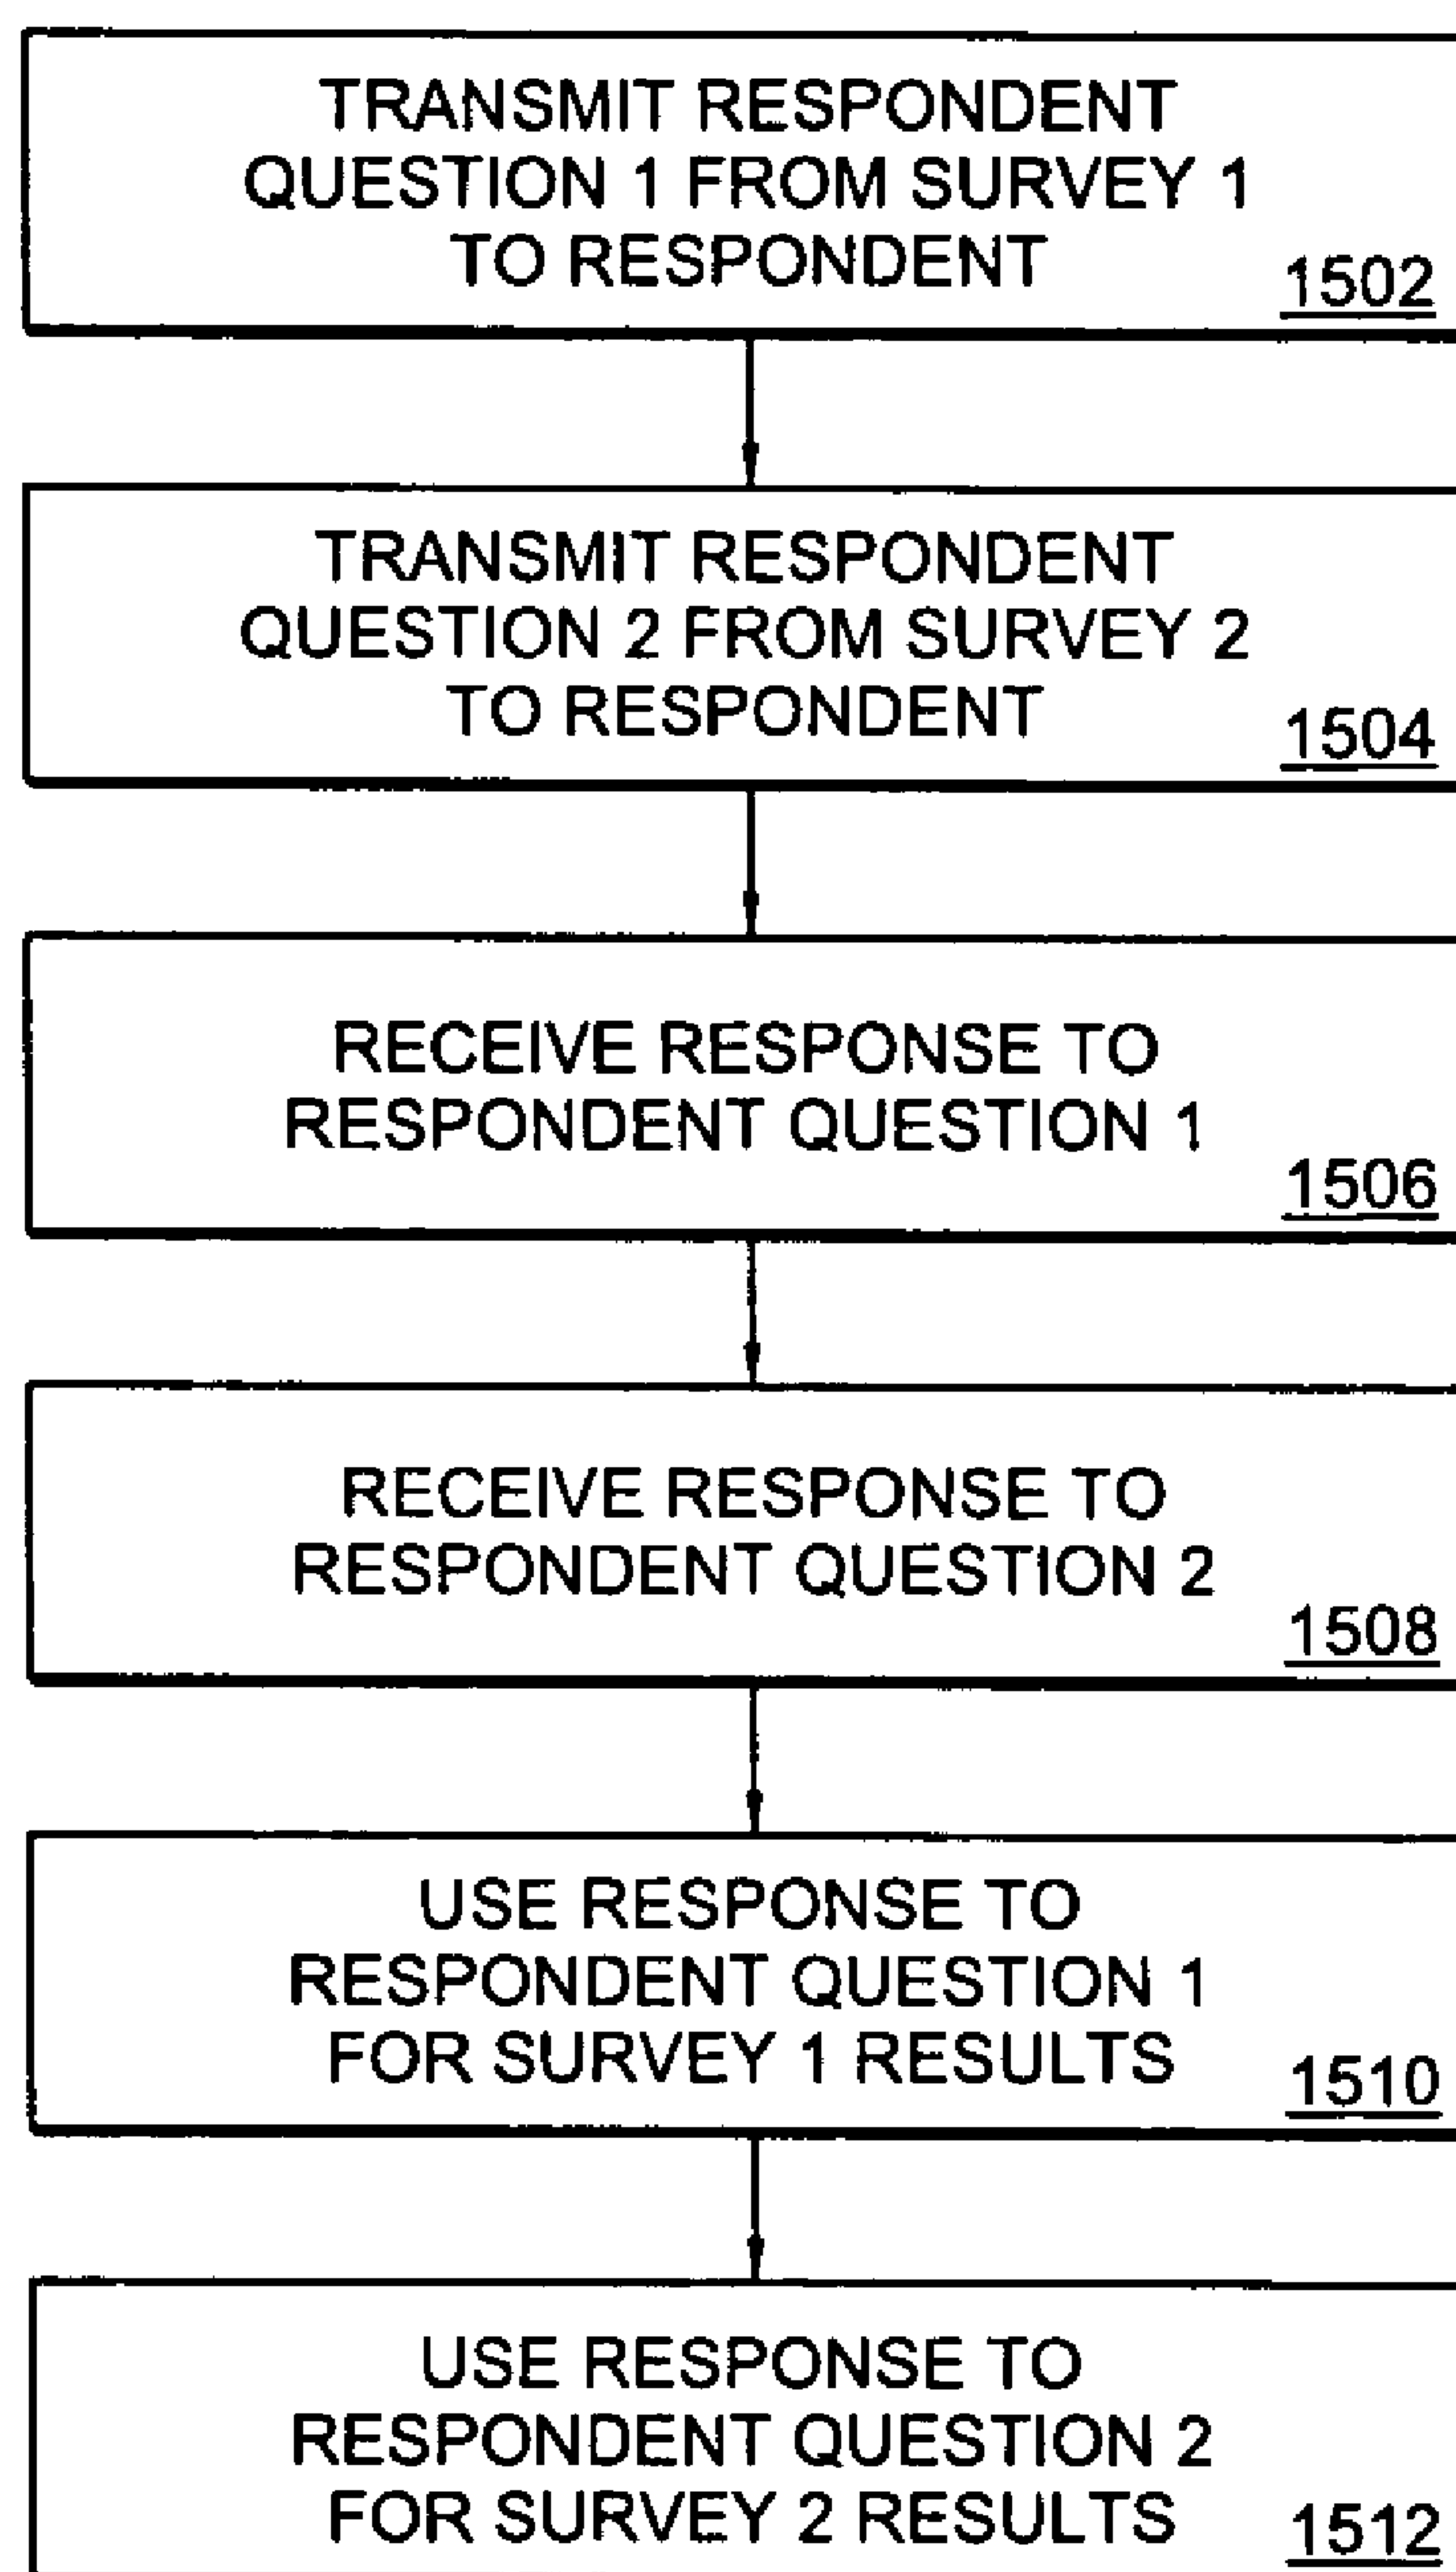 TRANSMIT RESPONDENT
QUESTION 1 FROM SURVEY 1
TO RESPONDENT
1502
TRANSMIT RESPONDENT
QUESTION 2 FROM SURVEY 2
TO RESPONDENT
1504
RECEIVE RESPONSE TO
RESPONDENT QUESTION 1
1506
RECEIVE RESPONSE TO
RESPONDENT QUESTION 2
1508
USE RESPONSE TO
RESPONDENT QUESTION 1
FOR SURVEY 1 RESULTS
1510
USE RESPONSE TO
RESPONDENT QUESTION 2
FOR SURVEY 2 RESULTS
1512